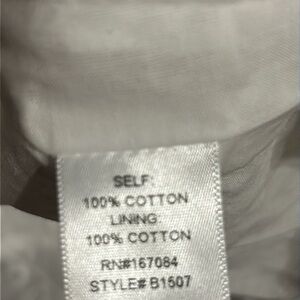 SELF:
100% COTTON
LINING:
100% COTTON
RN#167084
STYLE# B1507